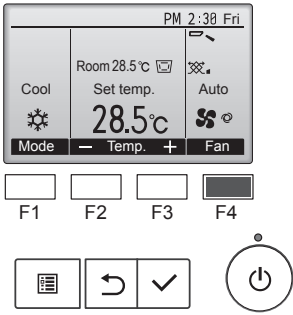 PM 2:30 Fri
Room 28.5℃
Cool Set temp. Auto
28.5℃
Mode − Temp. + Fan
F1 F2 F3 F4